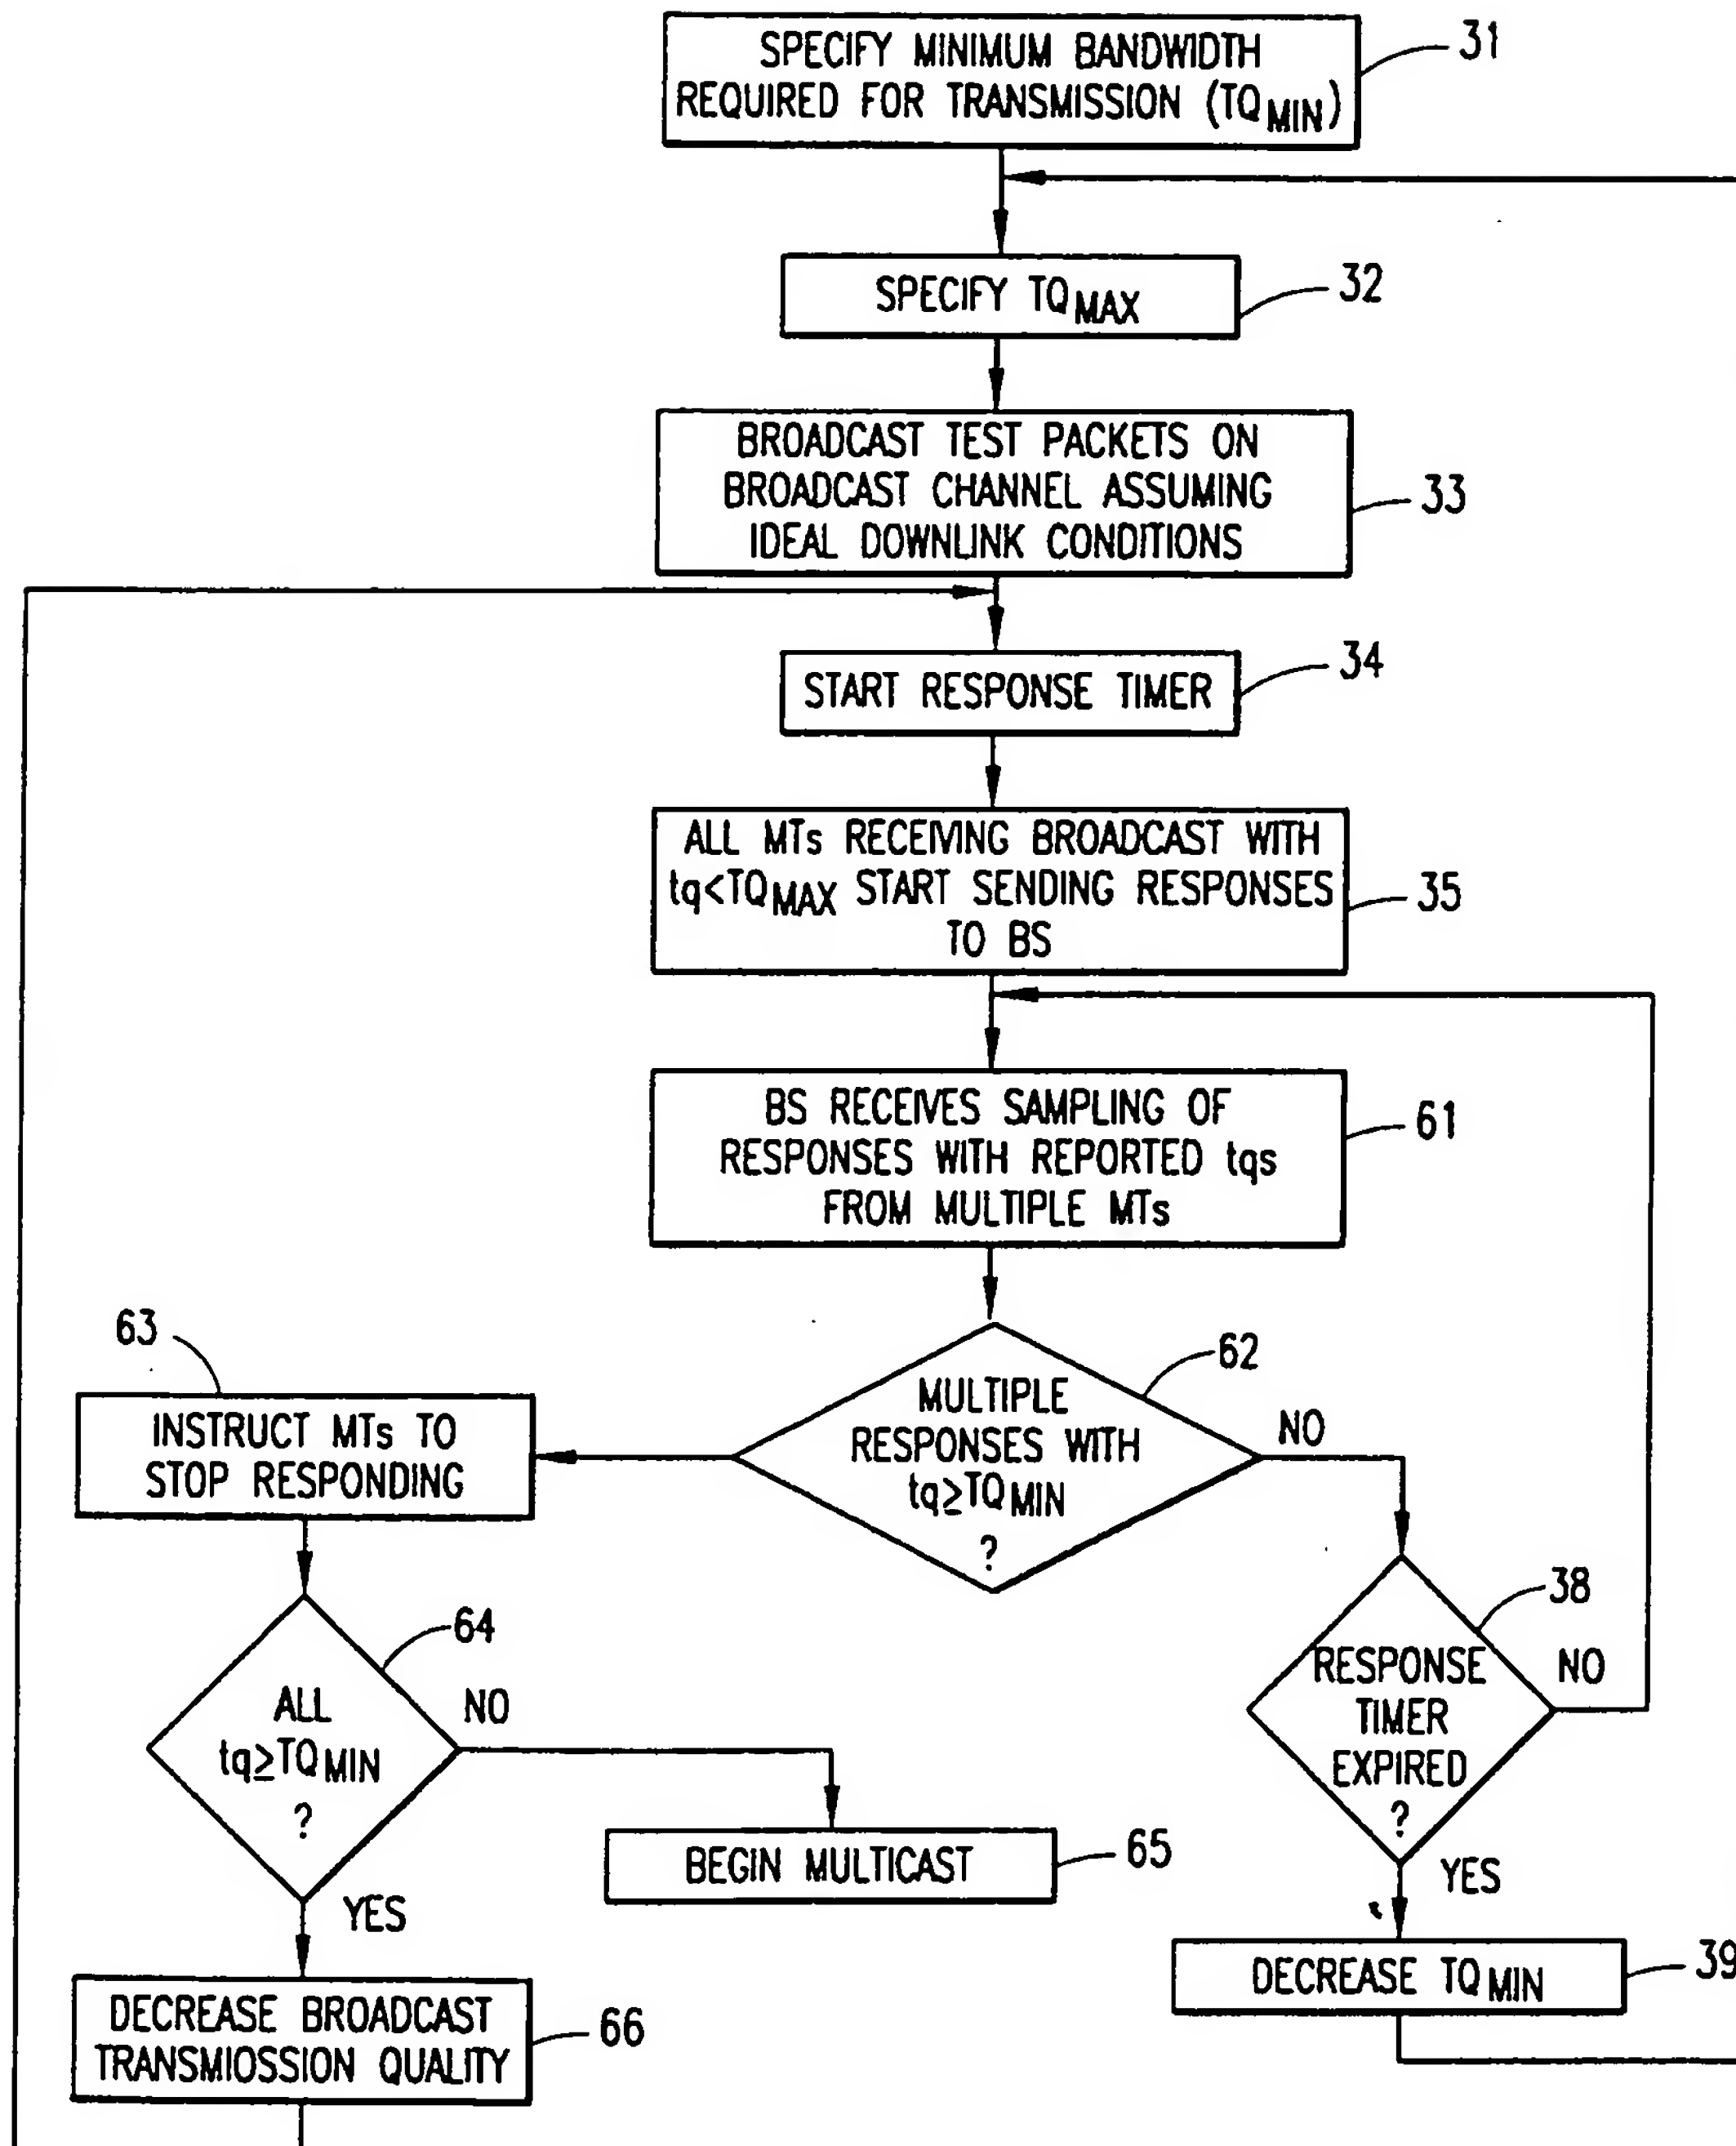 SPECIFY MINIMUM BANDWIDTH
REQUIRED FOR TRANSMISSION (TQMIN)
31
SPECIFY TQMAX
32
BROADCAST TEST PACKETS ON
BROADCAST CHANNEL ASSUMING
IDEAL DOWNLINK CONDITIONS
33
START RESPONSE TIMER
34
ALL MTs RECEIVING BROADCAST WITH
tq<TQMAX START SENDING RESPONSES
TO BS
35
BS RECEIVES SAMPLING OF
RESPONSES WITH REPORTED tqs
FROM MULTIPLE MTs
61
MULTIPLE
RESPONSES WITH
tq≥TQMIN
?
62
NO
63
INSTRUCT MTs TO
STOP RESPONDING
64
ALL
tq≥TQMIN
?
NO
YES
BEGIN MULTICAST
65
38
RESPONSE
TIMER
EXPIRED
?
NO
YES
DECREASE TQMIN
39
DECREASE BROADCAST
TRANSMIOSSION QUALITY
66